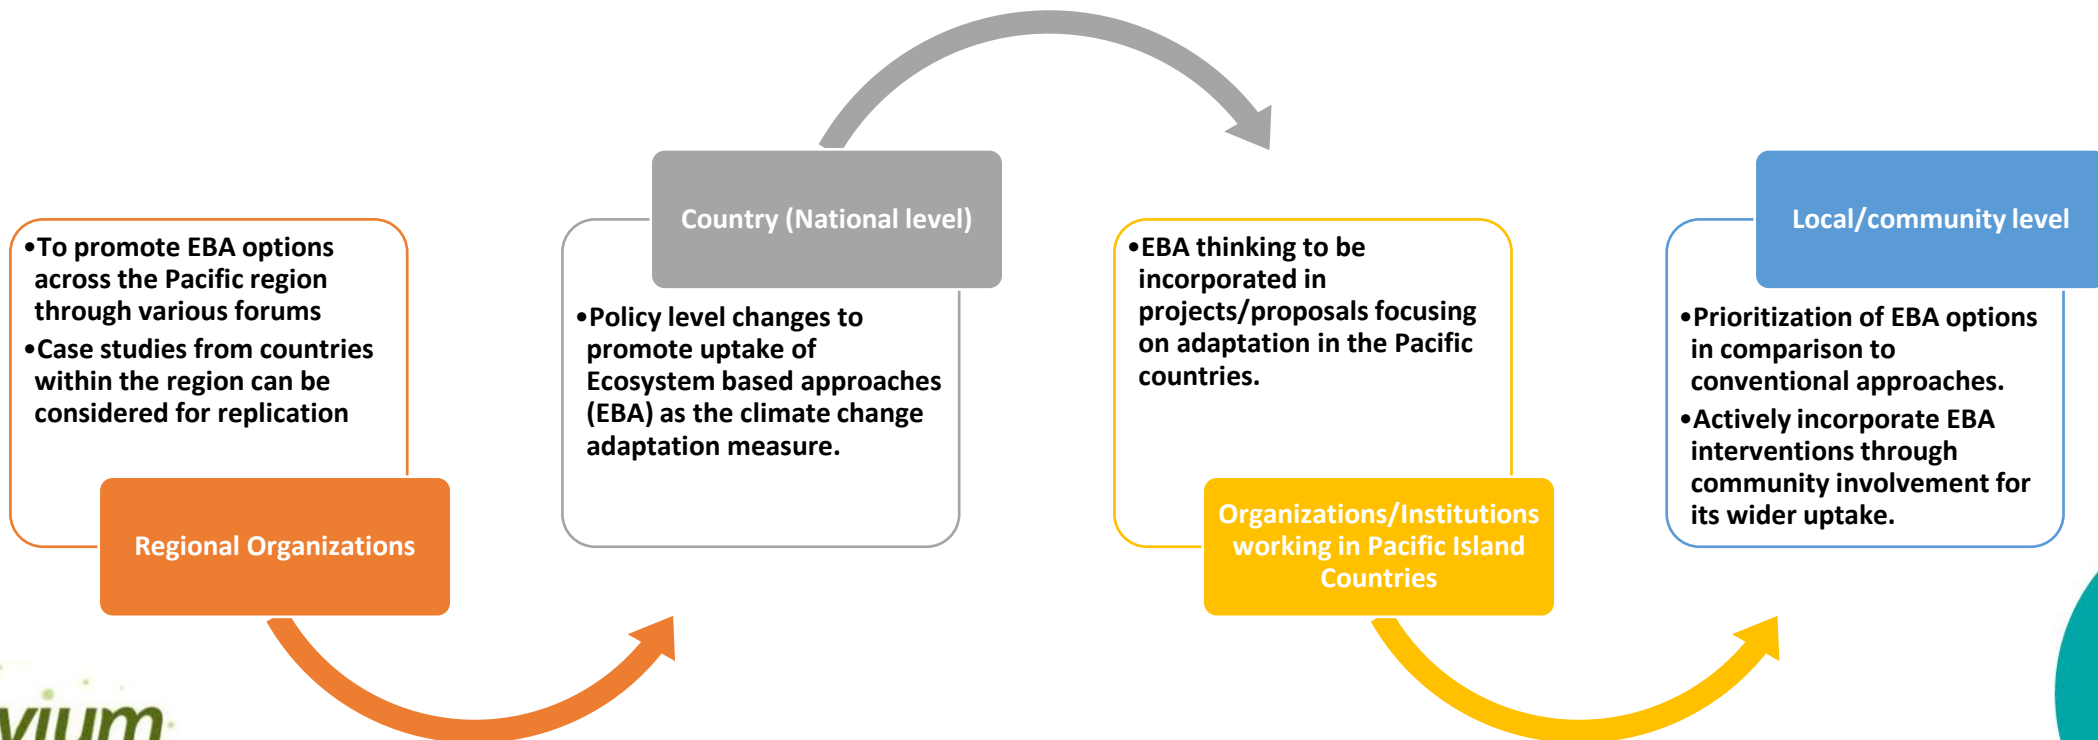 •To promote EBA options
across the Pacific region
through various forums
•Case studies from countries
within the region can be
considered for replication
Regional Organizations
Country (National level)
•Policy level changes to
promote uptake of
Ecosystem based approaches
(EBA) as the climate change
adaptation measure.
•EBA thinking to be
incorporated in
projects/proposals focusing
on adaptation in the Pacific
countries.
Organizations/Institutions
working in Pacific Island
Countries
Local/community level
•Prioritization of EBA options
in comparison to
conventional approaches.
•Actively incorporate EBA
interventions through
community involvement for
its wider uptake.